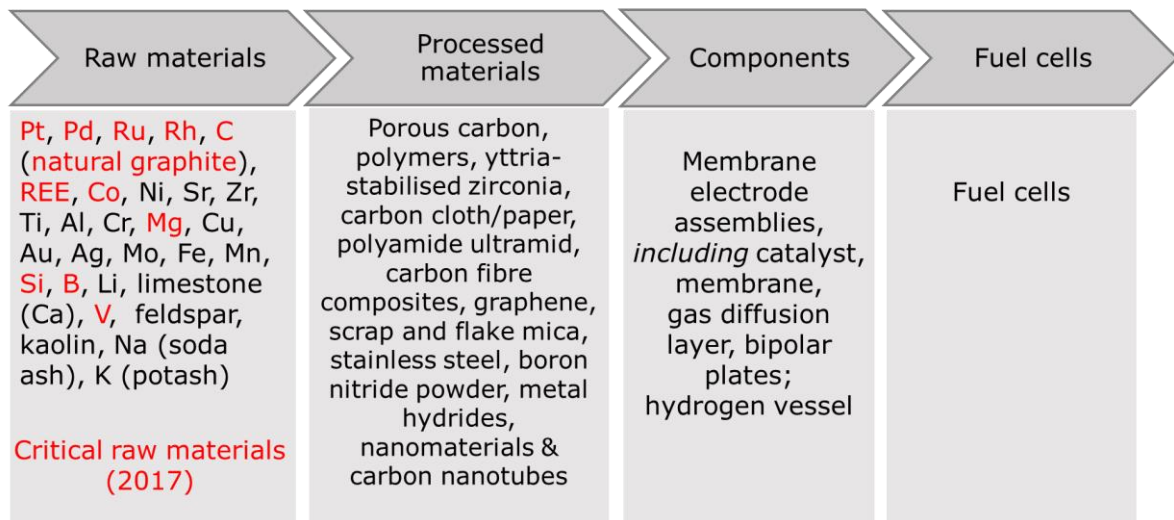 Raw materials
Processed
materials
Components
Fuel cells
Pt, Pd, Ru, Rh, C
(natural graphite),
REE, Co, Ni, Sr, Zr,
Ti, Al, Cr, Mg, Cu,
Au, Ag, Mo, Fe, Mn,
Si, B, Li, limestone
(Ca), V, feldspar,
kaolin, Na (soda
ash), K (potash)
Critical raw materials
(2017)
Porous carbon,
polymers, yttria-
stabilised zirconia,
carbon cloth/paper,
polyamide ultramid,
carbon fibre
composites, graphene,
scrap and flake mica,
stainless steel, boron
nitride powder, metal
hydrides,
nanomaterials &
carbon nanotubes
Membrane
electrode
assemblies,
including catalyst,
membrane,
gas diffusion
layer, bipolar
plates;
hydrogen vessel
Fuel cells